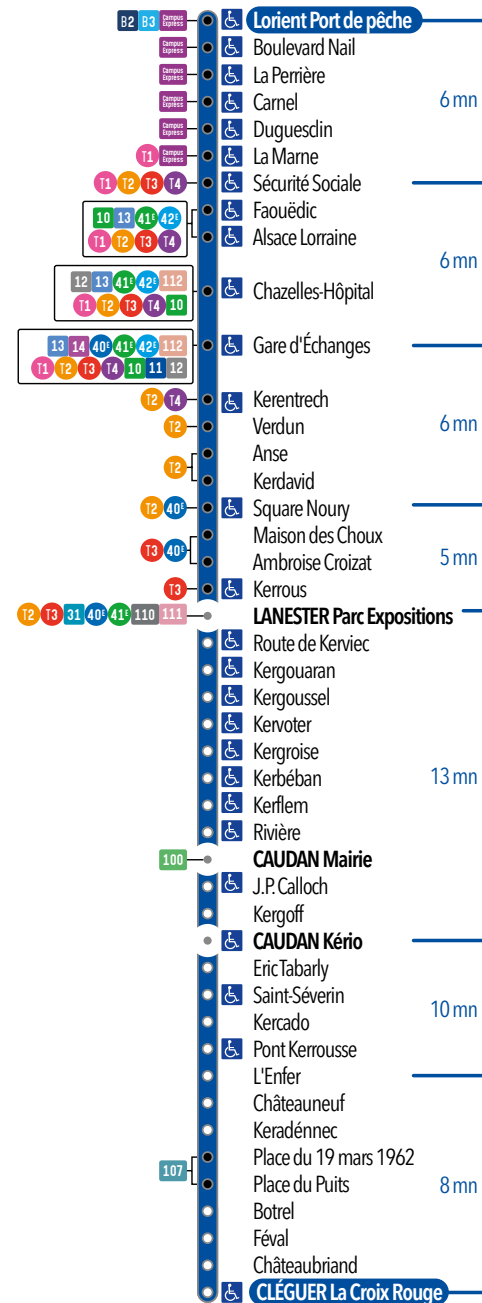 B2 B3 Campus Express Lorient Port de pêche
Campus Express Boulevard Nail
Campus Express La Perrière
Campus Express Carnel 6 mn
Campus Express Duguesclin
T1 Campus Express La Marne
T1 T2 T3 T4 Sécurité Sociale
10 13 41E 42E Faouëdic
T1 T2 T3 T4 Alsace Lorraine
6 mn
12 13 41E 42E 112
T1 T2 T3 T4 10 Chazelles-Hôpital
13 14 40E 41E 42E 112 Gare d'Échanges
T1 T2 T3 T4 10 11 12
T2 T4 Kerentrech
T2 Verdun 6 mn
T2 Anse
Kerdavid
T2 40E Square Noury
T3 40E Maison des Choux
Ambroise Croizat 5 mn
T3 Kerrous
T2 T3 31 40E 41E 110 111 LANESTER Parc Expositions
Route de Kerviec
Kergouaran
Kergoussel
Kervoter
Kergroise
Kerbéban 13 mn
Kerflem
Rivière
100 CAUDAN Mairie
J.P. Calloch
Kergoff
CAUDAN Kério
Eric Tabarly
Saint-Séverin 10 mn
Kercado
Pont Kerrousse
L'Enfer
Châteauneuf
Keradénnec
107 Place du 19 mars 1962
Place du Puits 8 mn
Botrel
Féval
Châteaubriand
CLÉGUER La Croix Rouge